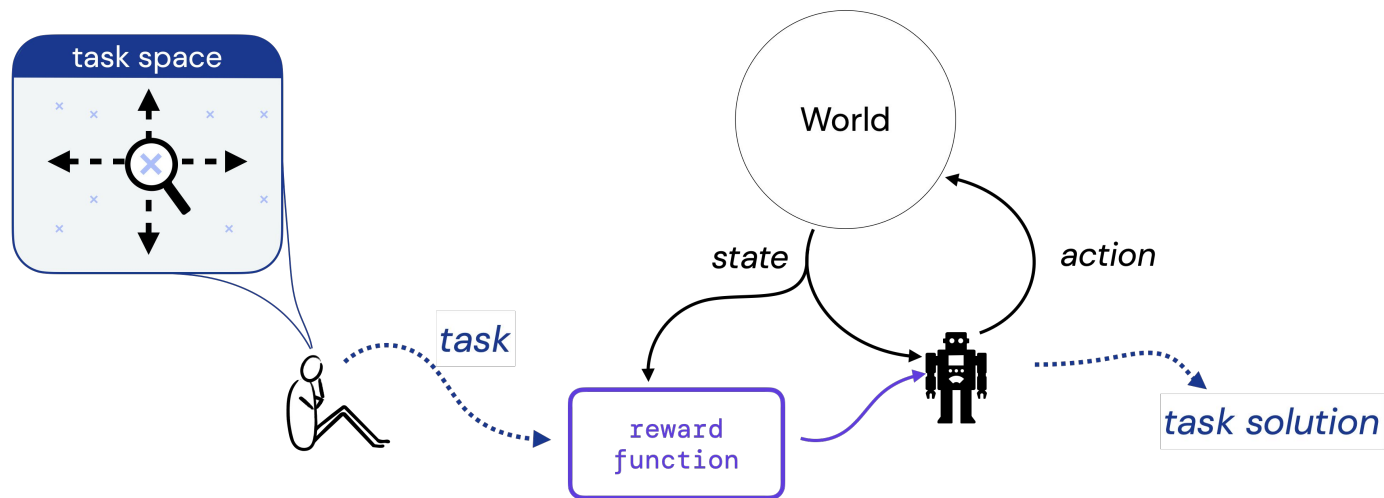 task space
World
state
action
task
reward
function
task solution